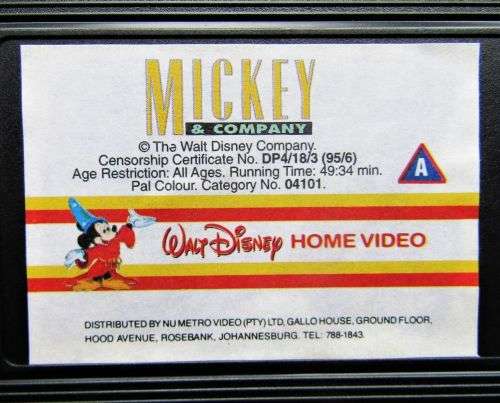 MICKEY
& COMPANY
© The Walt Disney Company.
Censorship Certificate No. DP4/18/3 (95/6)
Age Restriction: All Ages. Running Time: 49:34 min.
Pal Colour. Category No. 04101.
A
WALT DISNEY HOME VIDEO
DISTRIBUTED BY NU METRO VIDEO (PTY) LTD, GALLO HOUSE, GROUND FLOOR,
HOOD AVENUE, ROSEBANK, JOHANNESBURG. TEL: 788-1843.